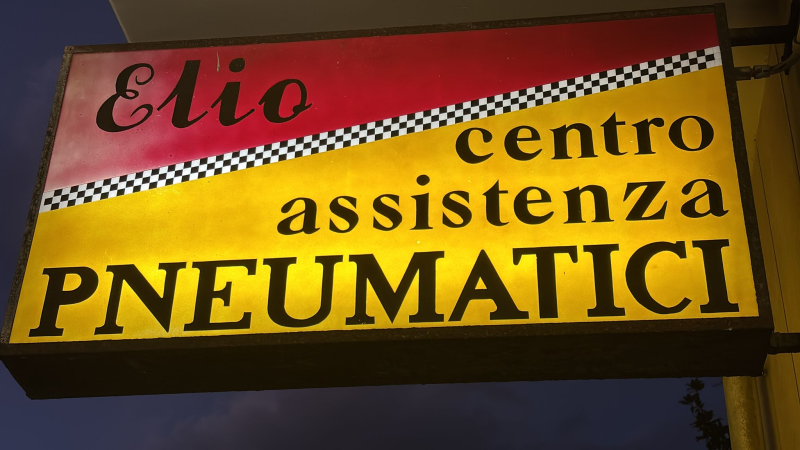 Elio
centro
assistenza
PNEUMATICI